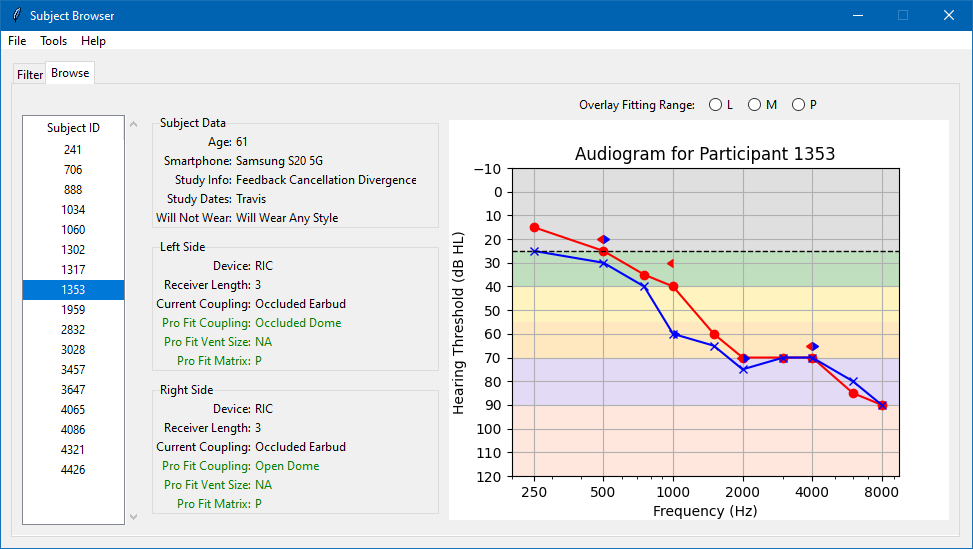 Subject Browser
File Tools Help
Filter Browse
Overlay Fitting Range: L M P
Subject ID
241
706
888
1034
1060
1302
1317
1353
1959
2832
3028
3457
3647
4065
4086
4321
4426
Subject Data
Age: 61
Smartphone: Samsung S20 5G
Study Info: Feedback Cancellation Divergence
Study Dates: Travis
Will Not Wear: Will Wear Any Style
Left Side
Device: RIC
Receiver Length: 3
Current Coupling: Occluded Earbud
Pro Fit Coupling: Occluded Dome
Pro Fit Vent Size: NA
Pro Fit Matrix: P
Right Side
Device: RIC
Receiver Length: 3
Current Coupling: Occluded Earbud
Pro Fit Coupling: Open Dome
Pro Fit Vent Size: NA
Pro Fit Matrix: P
Audiogram for Participant 1353
Hearing Threshold (dB HL)
−10
0
10
20
30
40
50
60
70
80
90
100
110
120
250 500 1000 2000 4000 8000
Frequency (Hz)